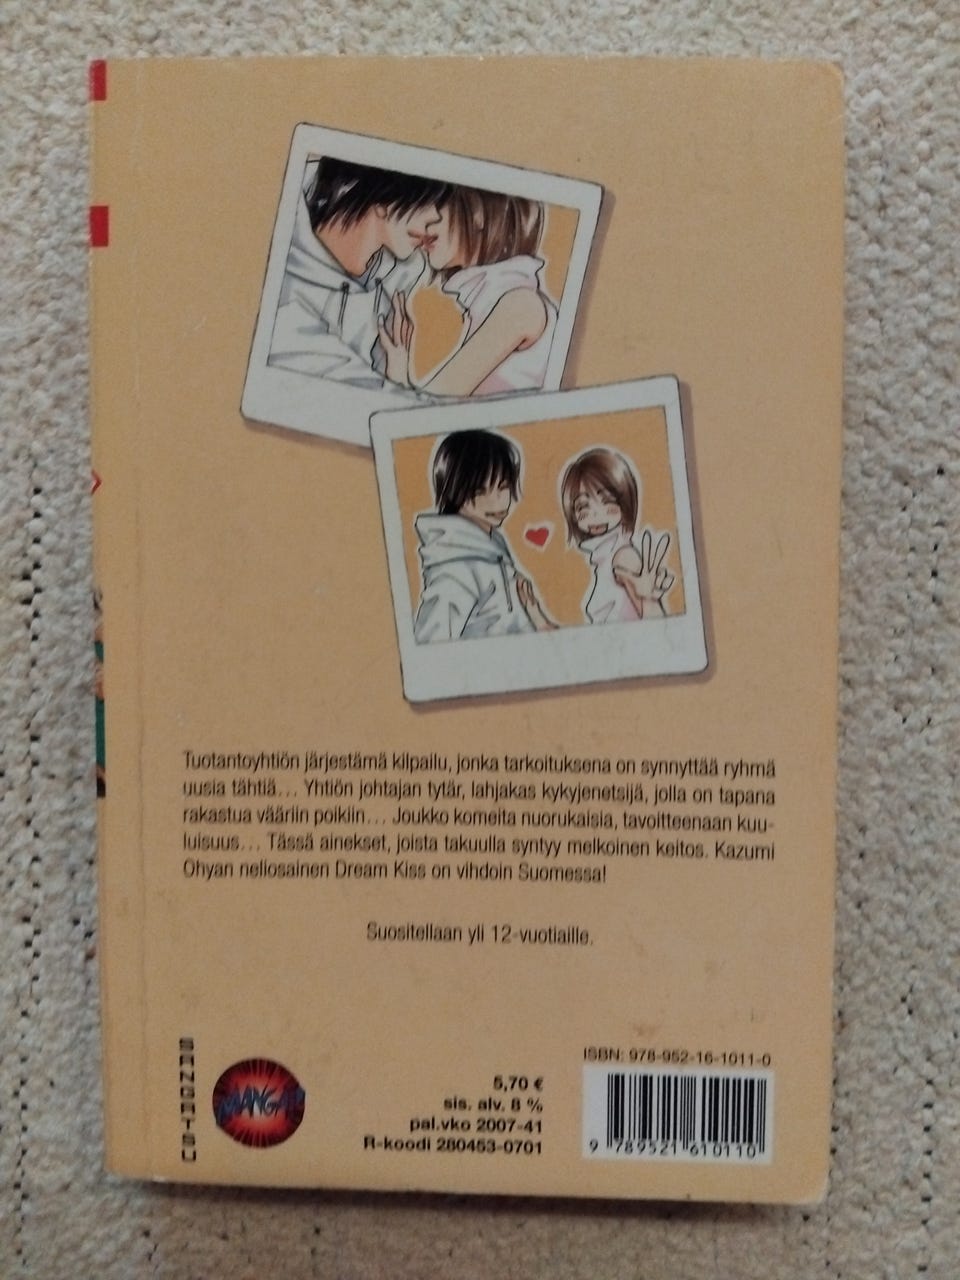 Tuotantoyhtiön järjestämä kilpailu, jonka tarkoituksena on synnyttää ryhmä
uusia tähtiä... Yhtiön johtajan tytär, lahjakas kykyjenetsijä, jolla on tapana
rakastua vääriin poikiin... Joukko komeita nuorukaisia, tavoitteenaan kuu-
luisuus... Tässä ainekset, joista takuulla syntyy melkoinen keitos. Kazumi
Ohyan neliosainen Dream Kiss on vihdoin Suomessa!
Suositellaan yli 12-vuotiaille.
SANGATSU
MANGA!
5,70 €
sis. alv. 8 %
pal.vko 2007-41
R-koodi 280453-0701
ISBN: 978-952-16-1011-0
9 789521 610110